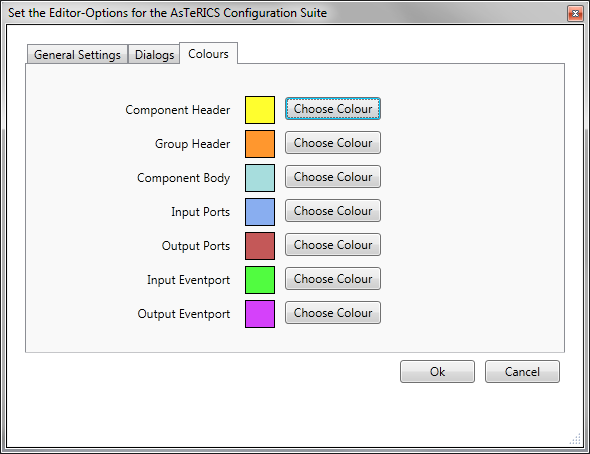 Set the Editor-Options for the AsTeRICS Configuration Suite
General Settings Dialogs Colours
Component Header Choose Colour
Group Header Choose Colour
Component Body Choose Colour
Input Ports Choose Colour
Output Ports Choose Colour
Input Eventport Choose Colour
Output Eventport Choose Colour
Ok Cancel